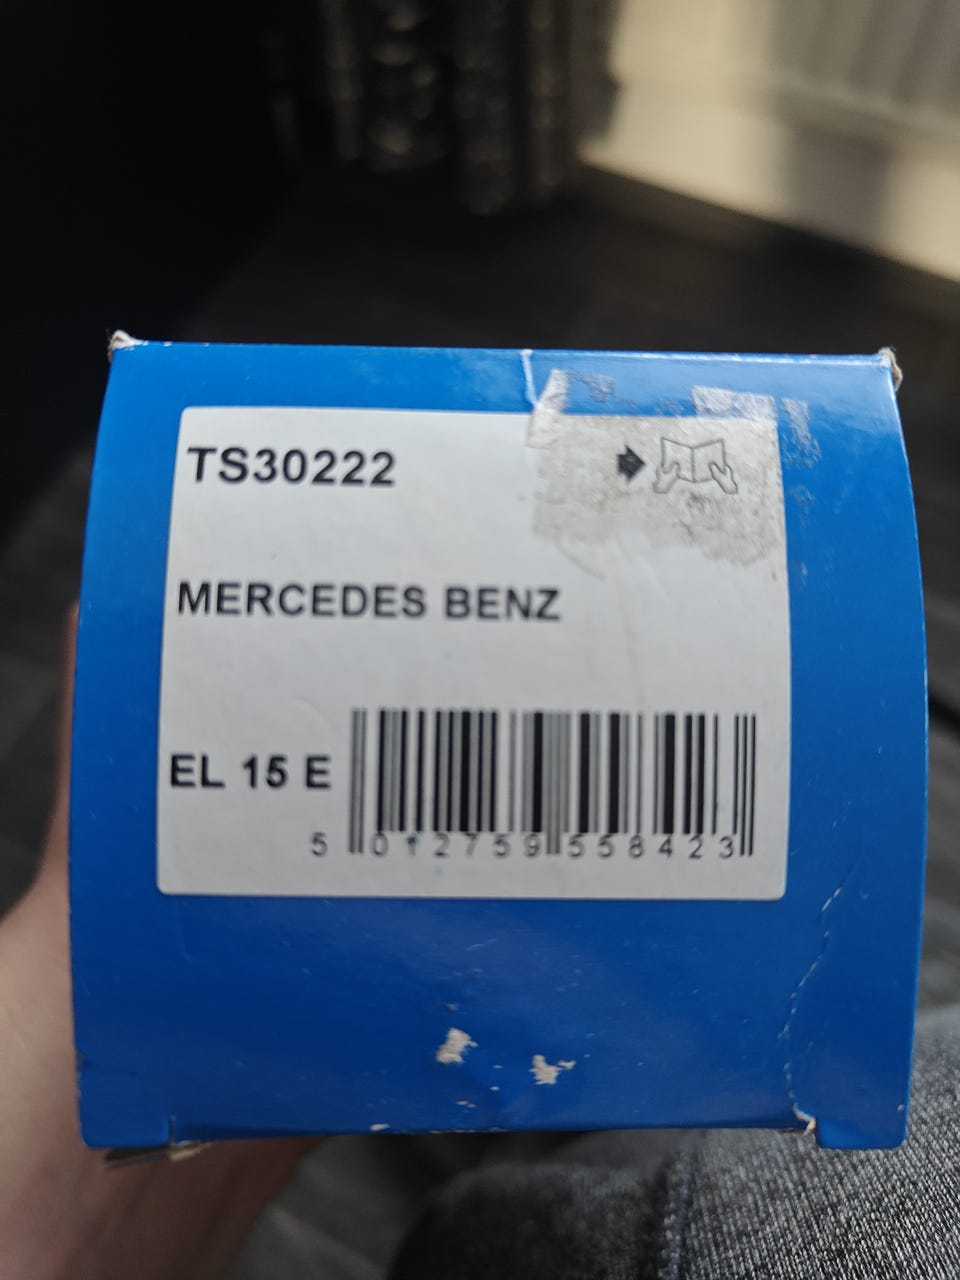 TS30222
MERCEDES BENZ
EL 15 E
5 012759 558423